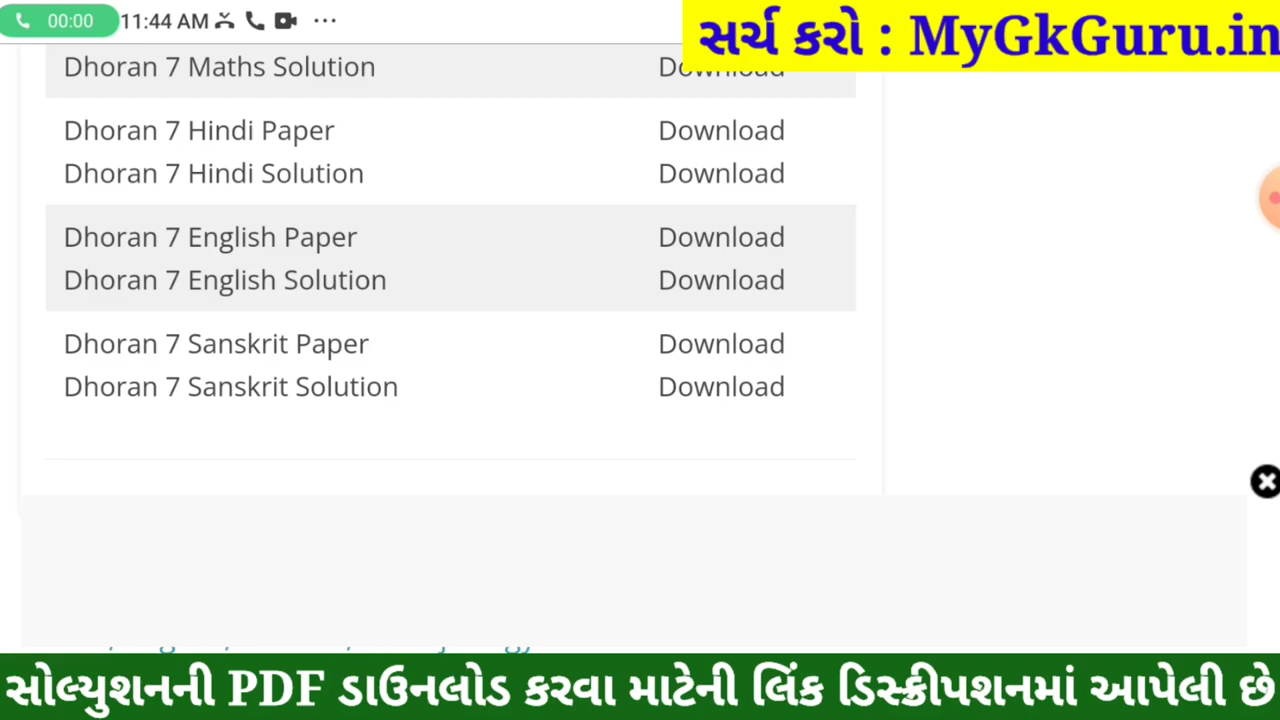 00:00 11:44 AM ...
સર્ચ કરો : MyGkGuru.in
Dhoran 7 Maths Solution Download
Dhoran 7 Hindi Paper Download
Dhoran 7 Hindi Solution Download
Dhoran 7 English Paper Download
Dhoran 7 English Solution Download
Dhoran 7 Sanskrit Paper Download
Dhoran 7 Sanskrit Solution Download
સોલ્યુશનની PDF ડાઉનલોડ કરવા માટેની લિંક ડિસ્ક્રીપશનમાં આપેલી છે